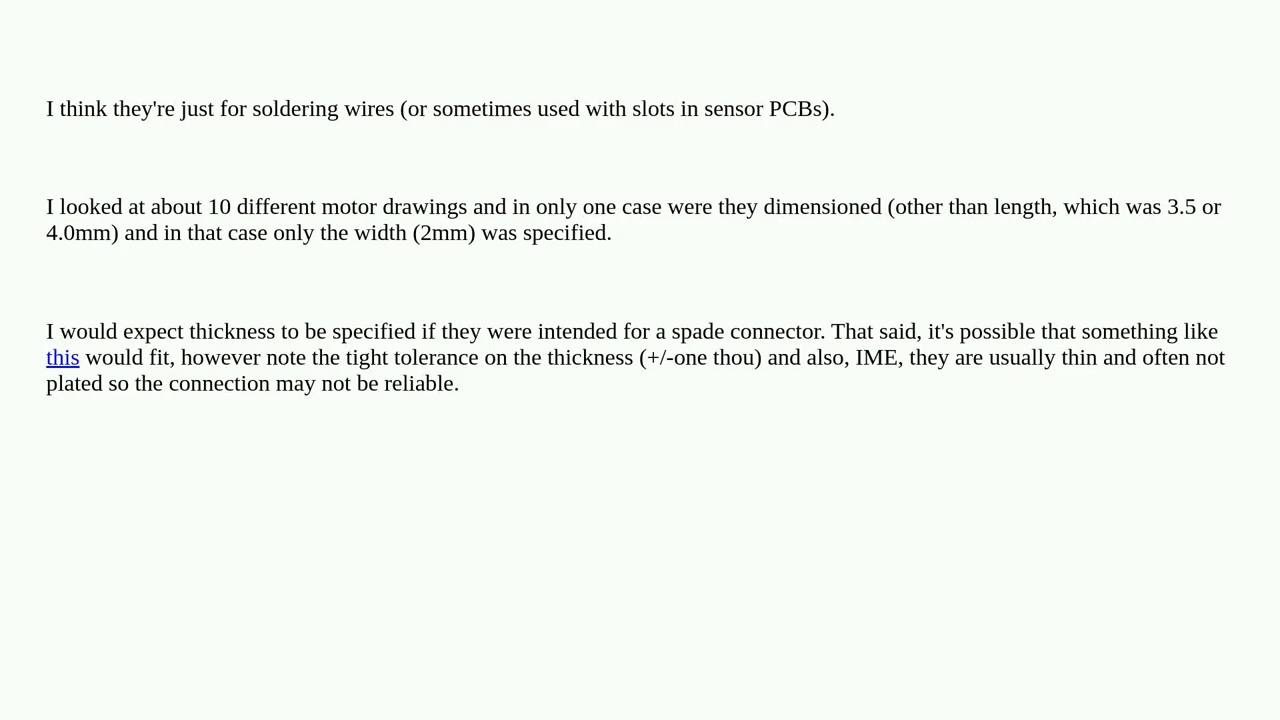 I think they're just for soldering wires (or sometimes used with slots in sensor PCBs).
I looked at about 10 different motor drawings and in only one case were they dimensioned (other than length, which was 3.5 or
4.0mm) and in that case only the width (2mm) was specified.
I would expect thickness to be specified if they were intended for a spade connector. That said, it's possible that something like
this would fit, however note the tight tolerance on the thickness (+/-one thou) and also, IME, they are usually thin and often not
plated so the connection may not be reliable.